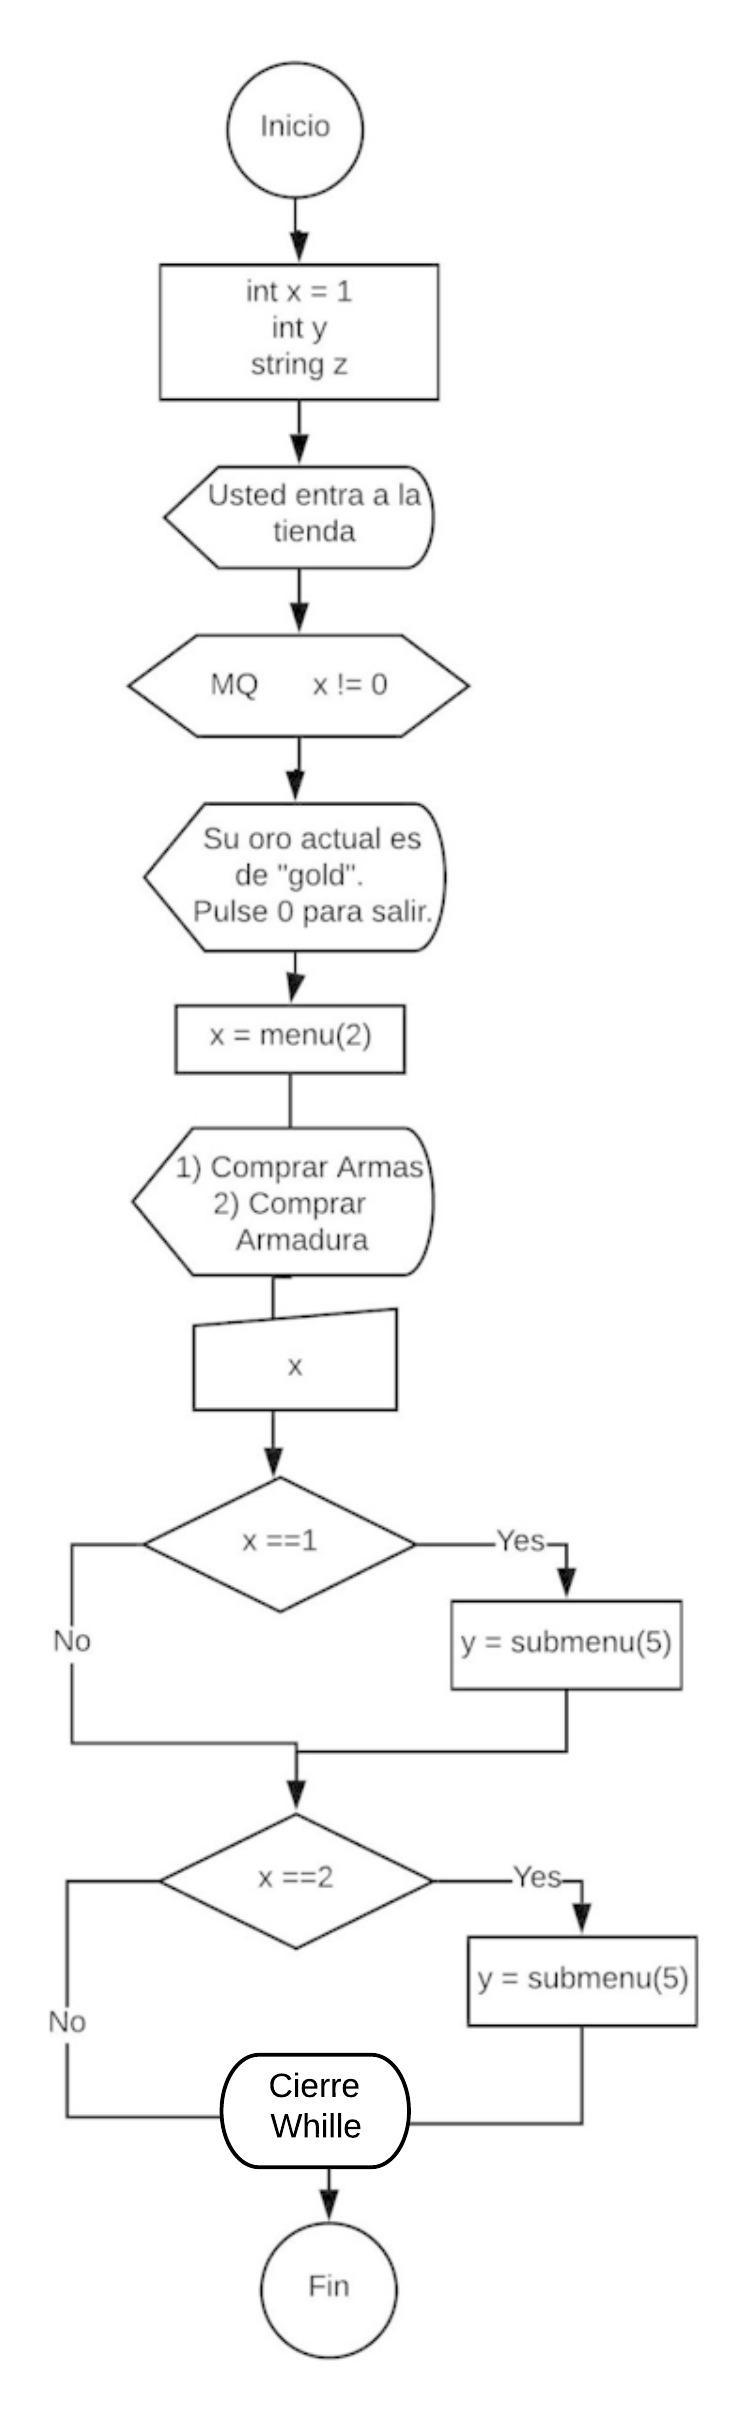 Inicio
int x = 1
int y
string z
Usted entra a la
tienda
MQ x != 0
Su oro actual es
de "gold".
Pulse 0 para salir.
x = menu(2)
1) Comprar Armas
2) Comprar
Armadura
x
x ==1
Yes
No
y = submenu(5)
x ==2
Yes
y = submenu(5)
No
Cierre
Whille
Fin